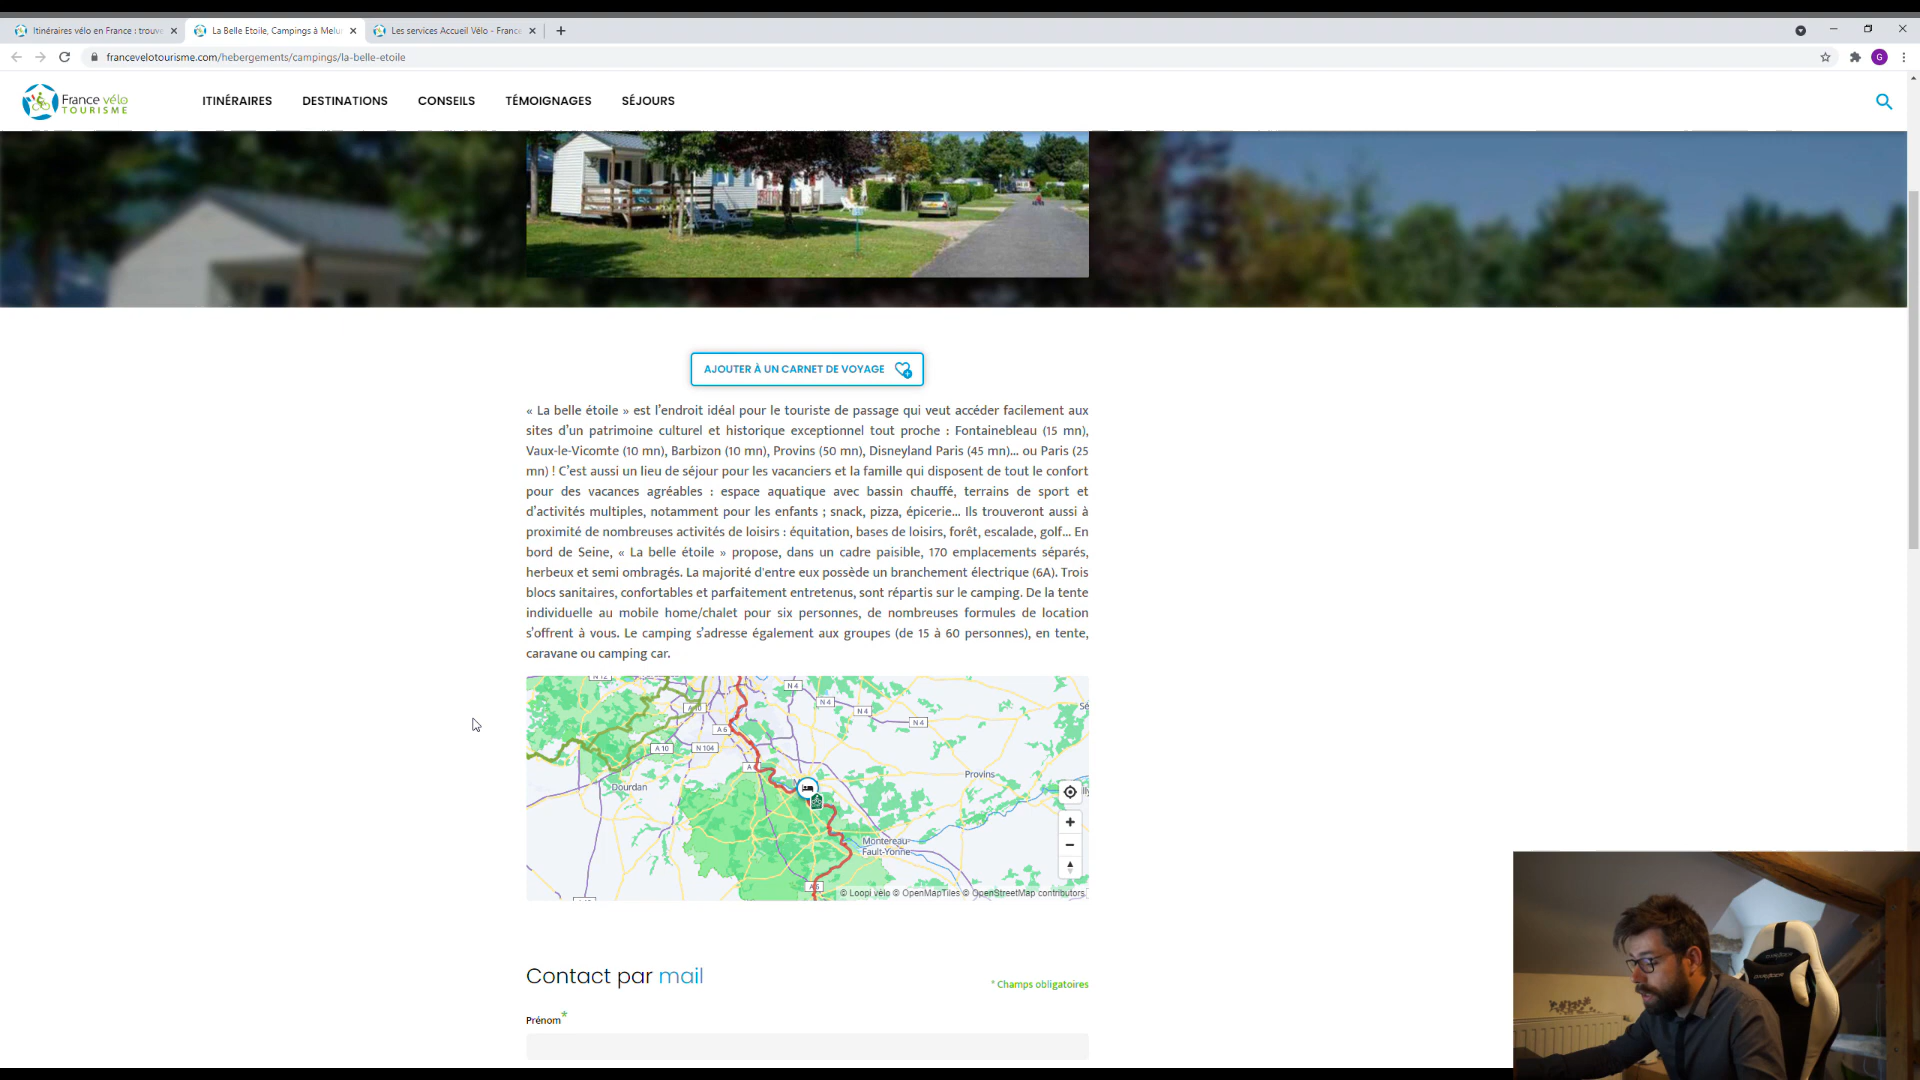 Itinéraires vélo en France : trouve
La Belle Etoile, Campings à Melu
Les services Accueil Vélo - France
francevelotourisme.com/hebergements/campings/la-belle-etoile
G
France vélo
TOURISME
ITINÉRAIRES
DESTINATIONS
CONSEILS
TÉMOIGNAGES
SÉJOURS
AJOUTER À UN CARNET DE VOYAGE
« La belle étoile » est l’endroit idéal pour le touriste de passage qui veut accéder facilement aux
sites d’un patrimoine culturel et historique exceptionnel tout proche : Fontainebleau (15 mn),
Vaux-le-Vicomte (10 mn), Barbizon (10 mn), Provins (50 mn), Disneyland Paris (45 mn)... ou Paris (25
mn) ! C’est aussi un lieu de séjour pour les vacanciers et la famille qui disposent de tout le confort
pour des vacances agréables : espace aquatique avec bassin chauffé, terrains de sport et
d’activités multiples, notamment pour les enfants ; snack, pizza, épicerie... Ils trouveront aussi à
proximité de nombreuses activités de loisirs : équitation, bases de loisirs, forêt, escalade, golf... En
bord de Seine, « La belle étoile » propose, dans un cadre paisible, 170 emplacements séparés,
herbeux et semi ombragés. La majorité d'entre eux possède un branchement électrique (6A). Trois
blocs sanitaires, confortables et parfaitement entretenus, sont répartis sur le camping. De la tente
individuelle au mobile home/chalet pour six personnes, de nombreuses formules de location
s’offrent à vous. Le camping s’adresse également aux groupes (de 15 à 60 personnes), en tente,
caravane ou camping car.
N 12
N 4
N 4
N 4
N 4
A 10
A 6
A 10
N 104
A
Provins
Dourdan
Montereau-
Fault-Yonne
A 6
© Loopi vélo © OpenMapTiles © OpenStreetMap contributors
Contact par mail
* Champs obligatoires
Prénom*